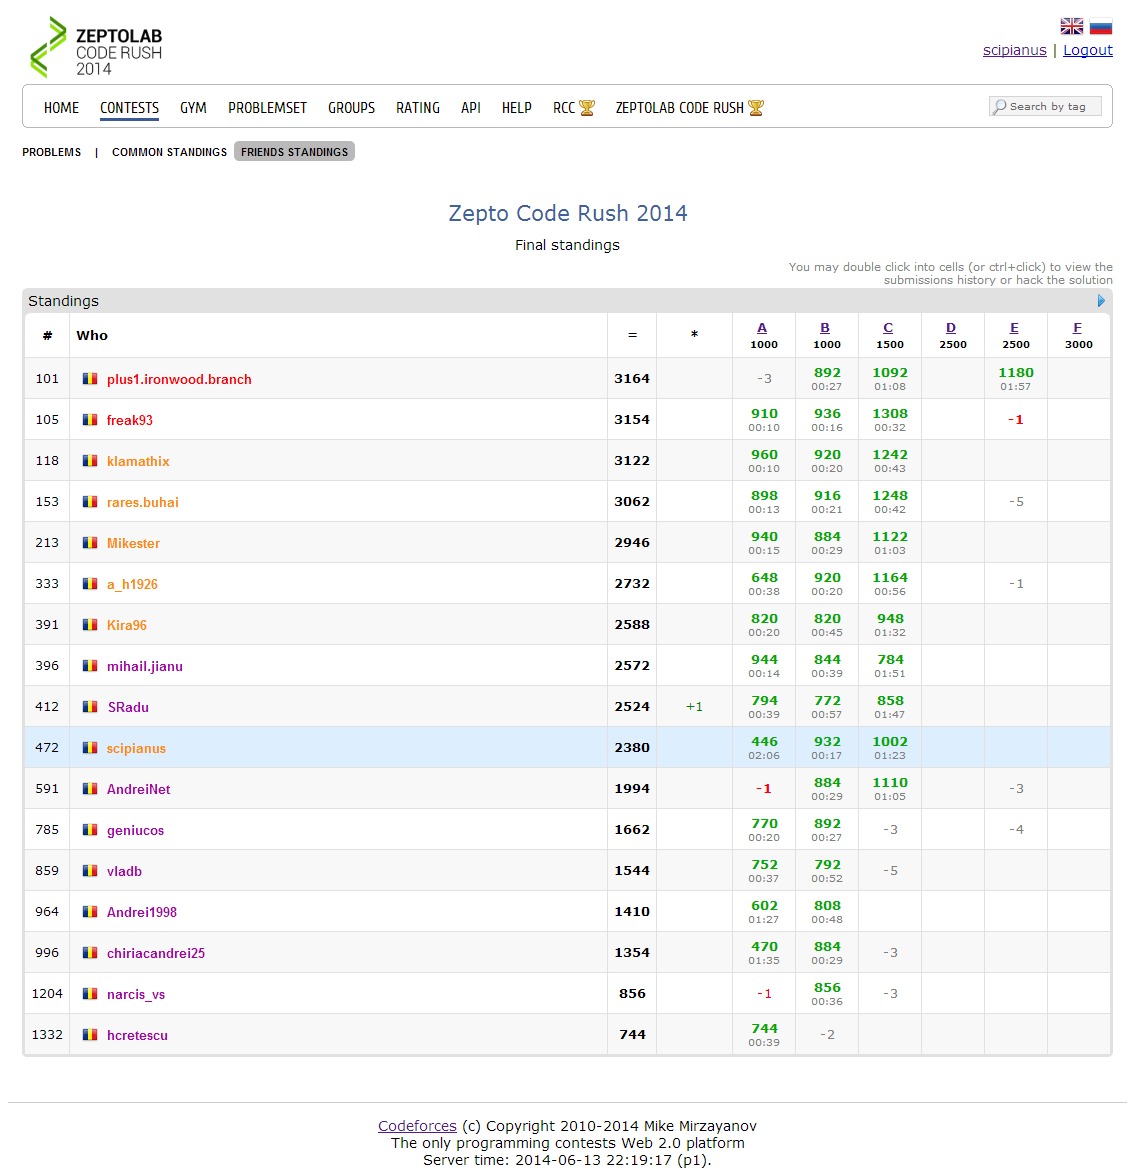 ZEPTOLAB
CODE RUSH
2014
scipianus | Logout
HOME CONTESTS GYM PROBLEMSET GROUPS RATING API HELP RCC ZEPTOLAB CODE RUSH Search by tag
PROBLEMS | COMMON STANDINGS FRIENDS STANDINGS
Zepto Code Rush 2014
Final standings
You may double click into cells (or ctrl+click) to view the
submissions history or hack the solution
Standings
# Who = * A B C D E F
1000 1000 1500 2500 2500 3000
101 plus1.ironwood.branch 3164 -3 892 1092 1180
00:27 01:08 01:57
105 freak93 3154 910 936 1308 -1
00:10 00:16 00:32
118 klamathix 3122 960 920 1242
00:10 00:20 00:43
153 rares.buhai 3062 898 916 1248 -5
00:13 00:21 00:42
213 Mikester 2946 940 884 1122
00:15 00:29 01:03
333 a_h1926 2732 648 920 1164 -1
00:38 00:20 00:56
391 Kira96 2588 820 820 948
00:20 00:45 01:32
396 mihail.jianu 2572 944 844 784
00:14 00:39 01:51
412 SRadu 2524 +1 794 772 858
00:39 00:57 01:47
472 scipianus 2380 446 932 1002
02:06 00:17 01:23
591 AndreiNet 1994 -1 884 1110 -3
00:29 01:05
785 geniucos 1662 770 892 -3 -4
00:20 00:27
859 vladb 1544 752 792 -5
00:37 00:52
964 Andrei1998 1410 602 808
01:27 00:48
996 chiriacandrei25 1354 470 884 -3
01:35 00:29
1204 narcis_vs 856 -1 856 -3
00:36
1332 hcretescu 744 744 -2
00:39
Codeforces (c) Copyright 2010-2014 Mike Mirzayanov
The only programming contests Web 2.0 platform
Server time: 2014-06-13 22:19:17 (p1).